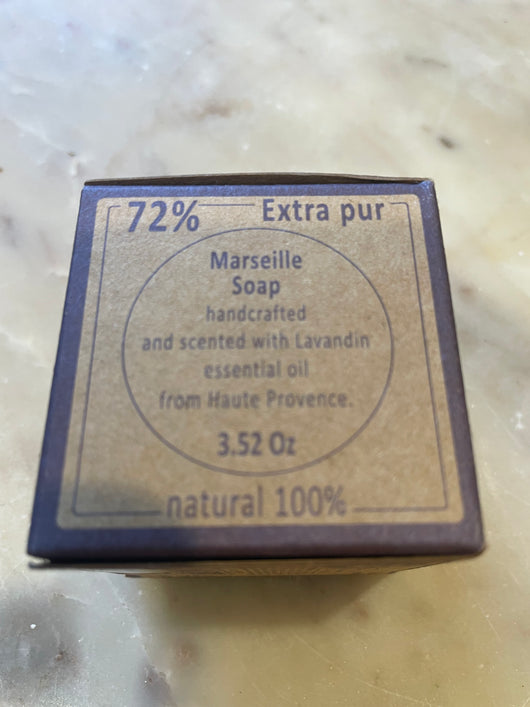 72% Extra pur
Marseille
Soap
handcrafted
and scented with Lavandin
essential oil
from Haute Provence.
3.52 Oz
natural 100%